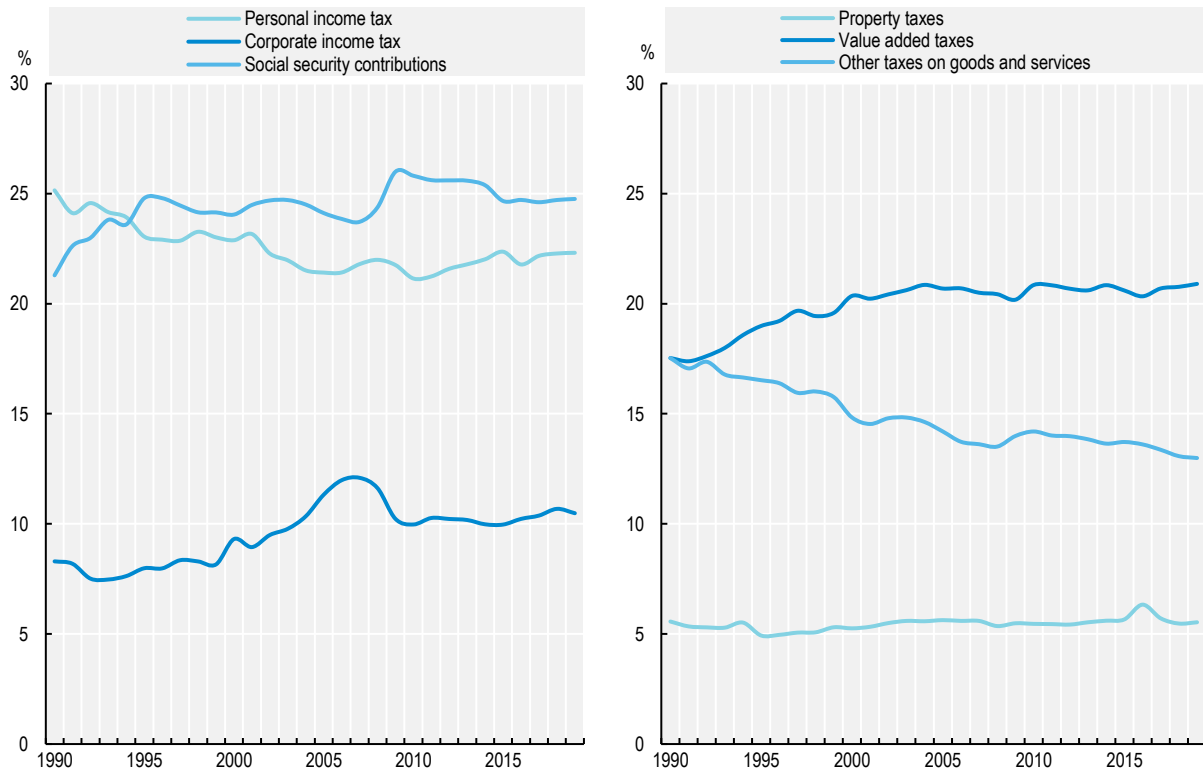 Personal income tax
Corporate income tax
Social security contributions
%
30
25
20
15
10
5
0
1990 1995 2000 2005 2010 2015
Property taxes
Value added taxes
Other taxes on goods and services
%
30
25
20
15
10
5
0
1990 1995 2000 2005 2010 2015